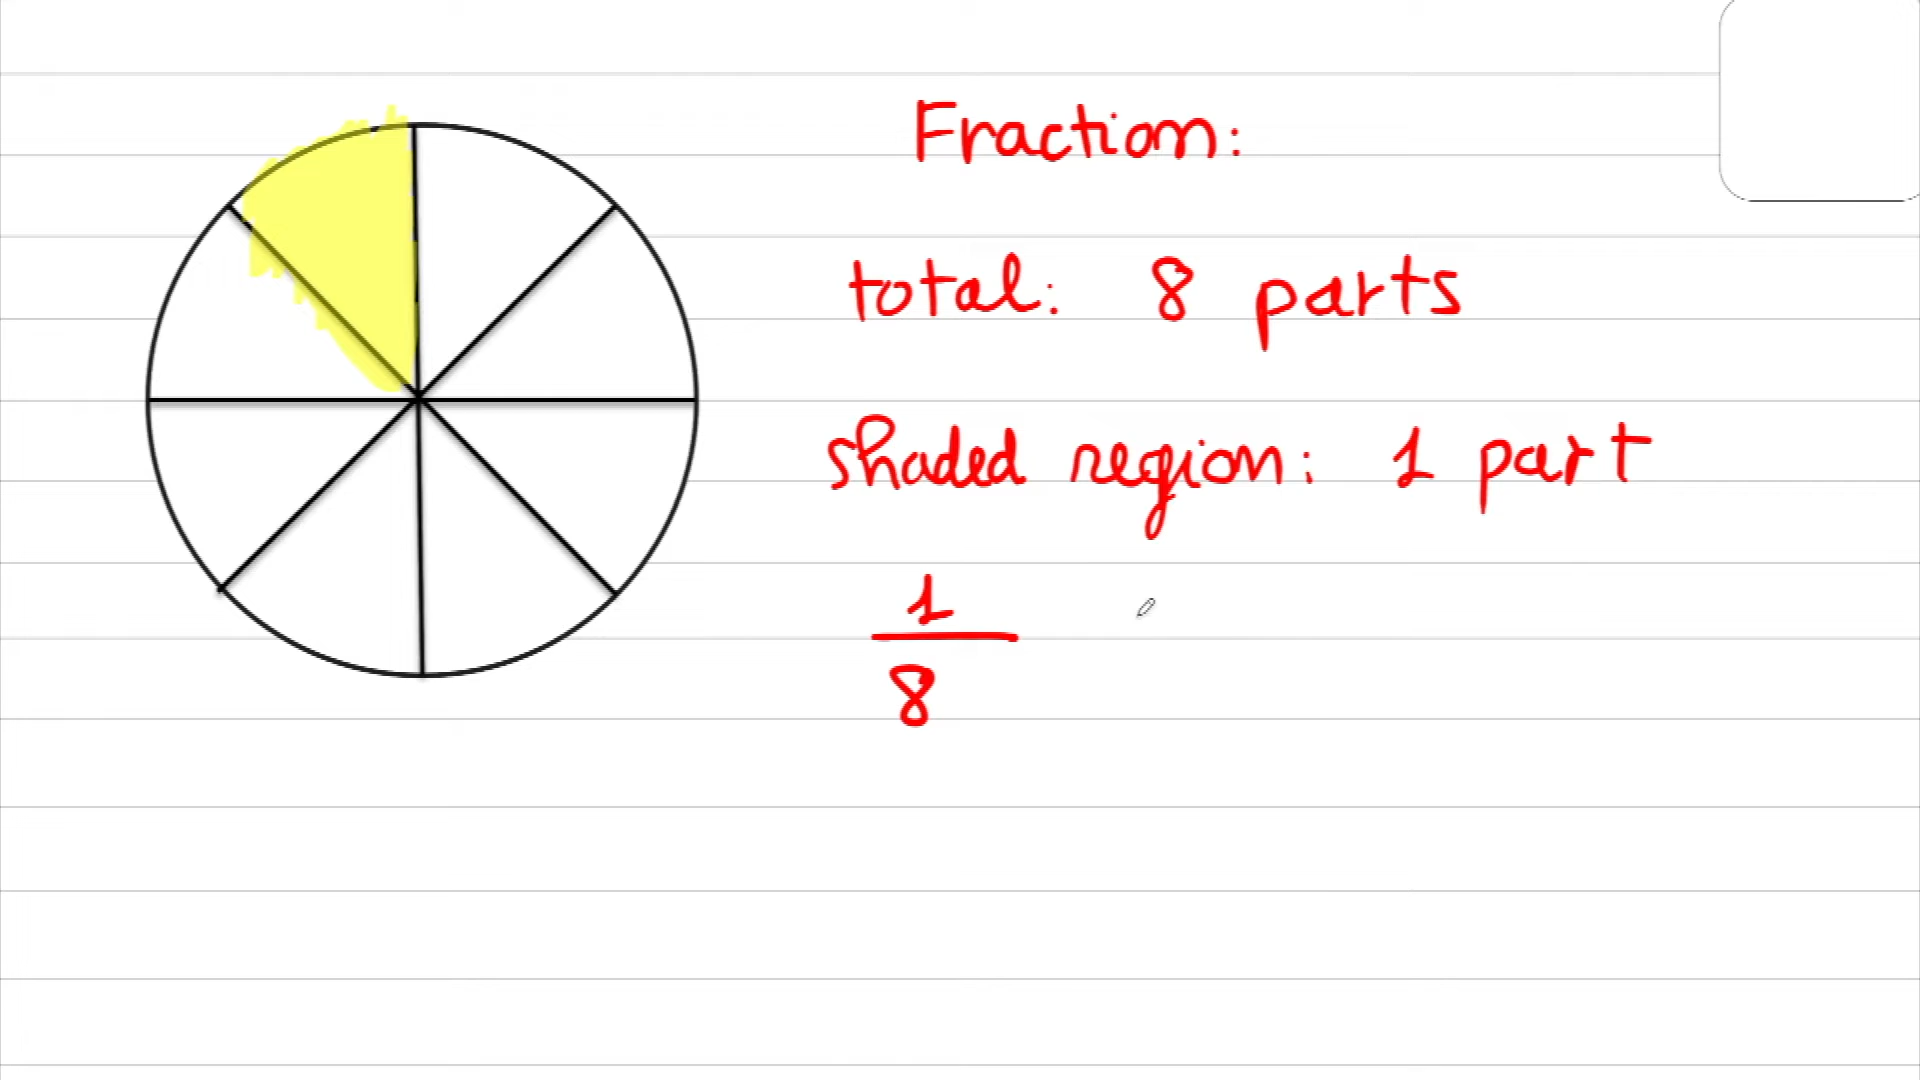 Fraction:
total: 8 parts
shaded region: 1 part
1
8